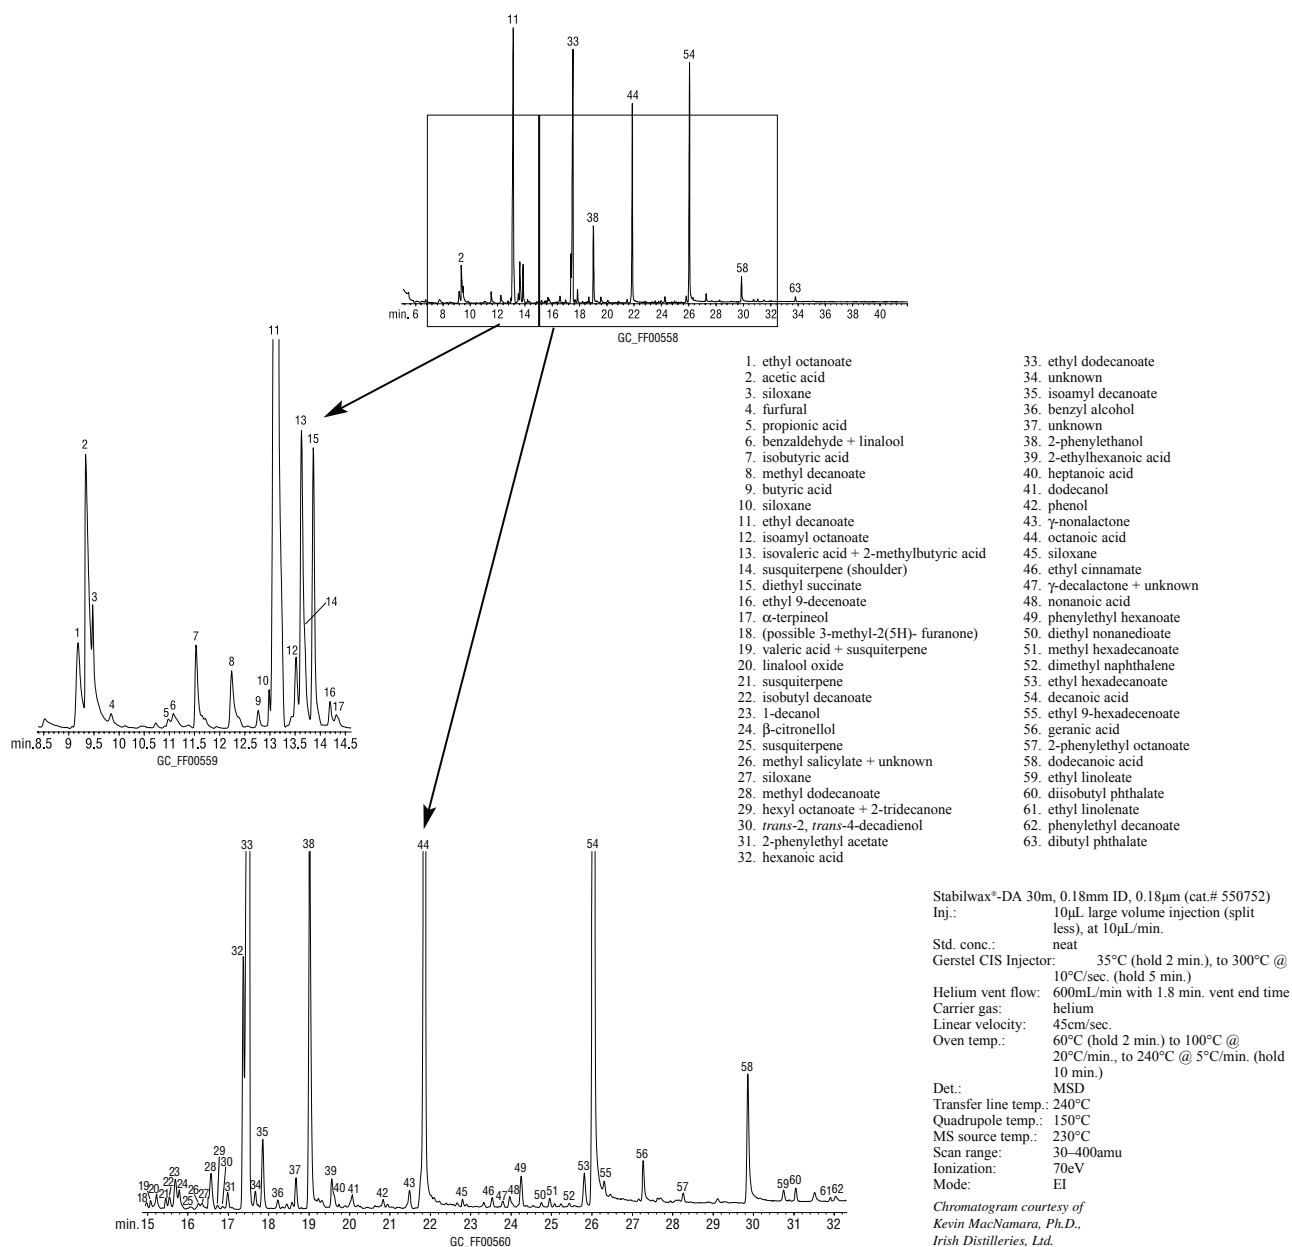 11
33
54
44
38
2
58
63
min. 6 8 10 12 14 16 18 20 22 24 26 28 30 32 34 36 38 40
GC_FF00558
11
13
15
2
3
14
1
7
12
8
10
16
4
5
6
9
17
min.8.5 9 9.5 10 10.5 11 11.5 12 12.5 13 13.5 14 14.5
GC_FF00559
1. ethyl octanoate
2. acetic acid
3. siloxane
4. furfural
5. propionic acid
6. benzaldehyde + linalool
7. isobutyric acid
8. methyl decanoate
9. butyric acid
10. siloxane
11. ethyl decanoate
12. isoamyl octanoate
13. isovaleric acid + 2-methylbutyric acid
14. susquiterpene (shoulder)
15. diethyl succinate
16. ethyl 9-decenoate
17. α-terpineol
18. (possible 3-methyl-2(5H)- furanone)
19. valeric acid + susquiterpene
20. linalool oxide
21. susquiterpene
22. isobutyl decanoate
23. 1-decanol
24. β-citronellol
25. susquiterpene
26. methyl salicylate + unknown
27. siloxane
28. methyl dodecanoate
29. hexyl octanoate + 2-tridecanone
30. trans-2, trans-4-decadienol
31. 2-phenylethyl acetate
32. hexanoic acid
33. ethyl dodecanoate
34. unknown
35. isoamyl decanoate
36. benzyl alcohol
37. unknown
38. 2-phenylethanol
39. 2-ethylhexanoic acid
40. heptanoic acid
41. dodecanol
42. phenol
43. γ-nonalactone
44. octanoic acid
45. siloxane
46. ethyl cinnamate
47. γ-decalactone + unknown
48. nonanoic acid
49. phenylethyl hexanoate
50. diethyl nonanedioate
51. methyl hexadecanoate
52. dimethyl naphthalene
53. ethyl hexadecanoate
54. decanoic acid
55. ethyl 9-hexadecenoate
56. geranic acid
57. 2-phenylethyl octanoate
58. dodecanoic acid
59. ethyl linoleate
60. diisobutyl phthalate
61. ethyl linolenate
62. phenylethyl decanoate
63. dibutyl phthalate
33
38
44
54
32
58
35
29
30
28
23
22
19
20
18
21
24
25
26
27
31
34
36
37
39
40
41
42
43
45
46
47
48
49
50
51
52
53
55
56
57
59
60
61
62
min.15 16 17 18 19 20 21 22 23 24 25 26 27 28 29 30 31 32
GC_FF00560
Stabilwax®-DA 30m, 0.18mm ID, 0.18µm (cat.# 550752)
Inj.: 10µL large volume injection (split
less), at 10µL/min.
Std. conc.: neat
Gerstel CIS Injector: 35°C (hold 2 min.), to 300°C @
10°C/sec. (hold 5 min.)
Helium vent flow: 600mL/min with 1.8 min. vent end time
Carrier gas: helium
Linear velocity: 45cm/sec.
Oven temp.: 60°C (hold 2 min.) to 100°C @
20°C/min., to 240°C @ 5°C/min. (hold
10 min.)
Det.: MSD
Transfer line temp.: 240°C
Quadrupole temp.: 150°C
MS source temp.: 230°C
Scan range: 30–400amu
Ionization: 70eV
Mode: EI
Chromatogram courtesy of
Kevin MacNamara, Ph.D.,
Irish Distilleries, Ltd.